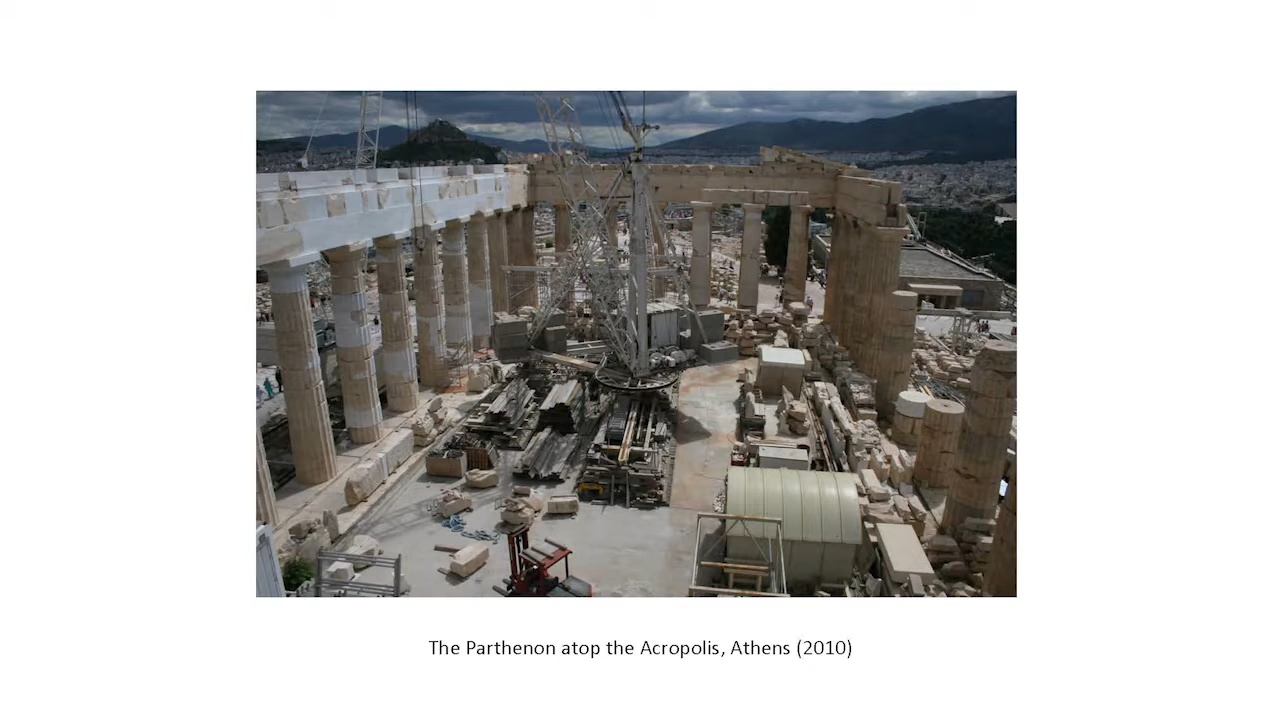 The Parthenon atop the Acropolis, Athens (2010)